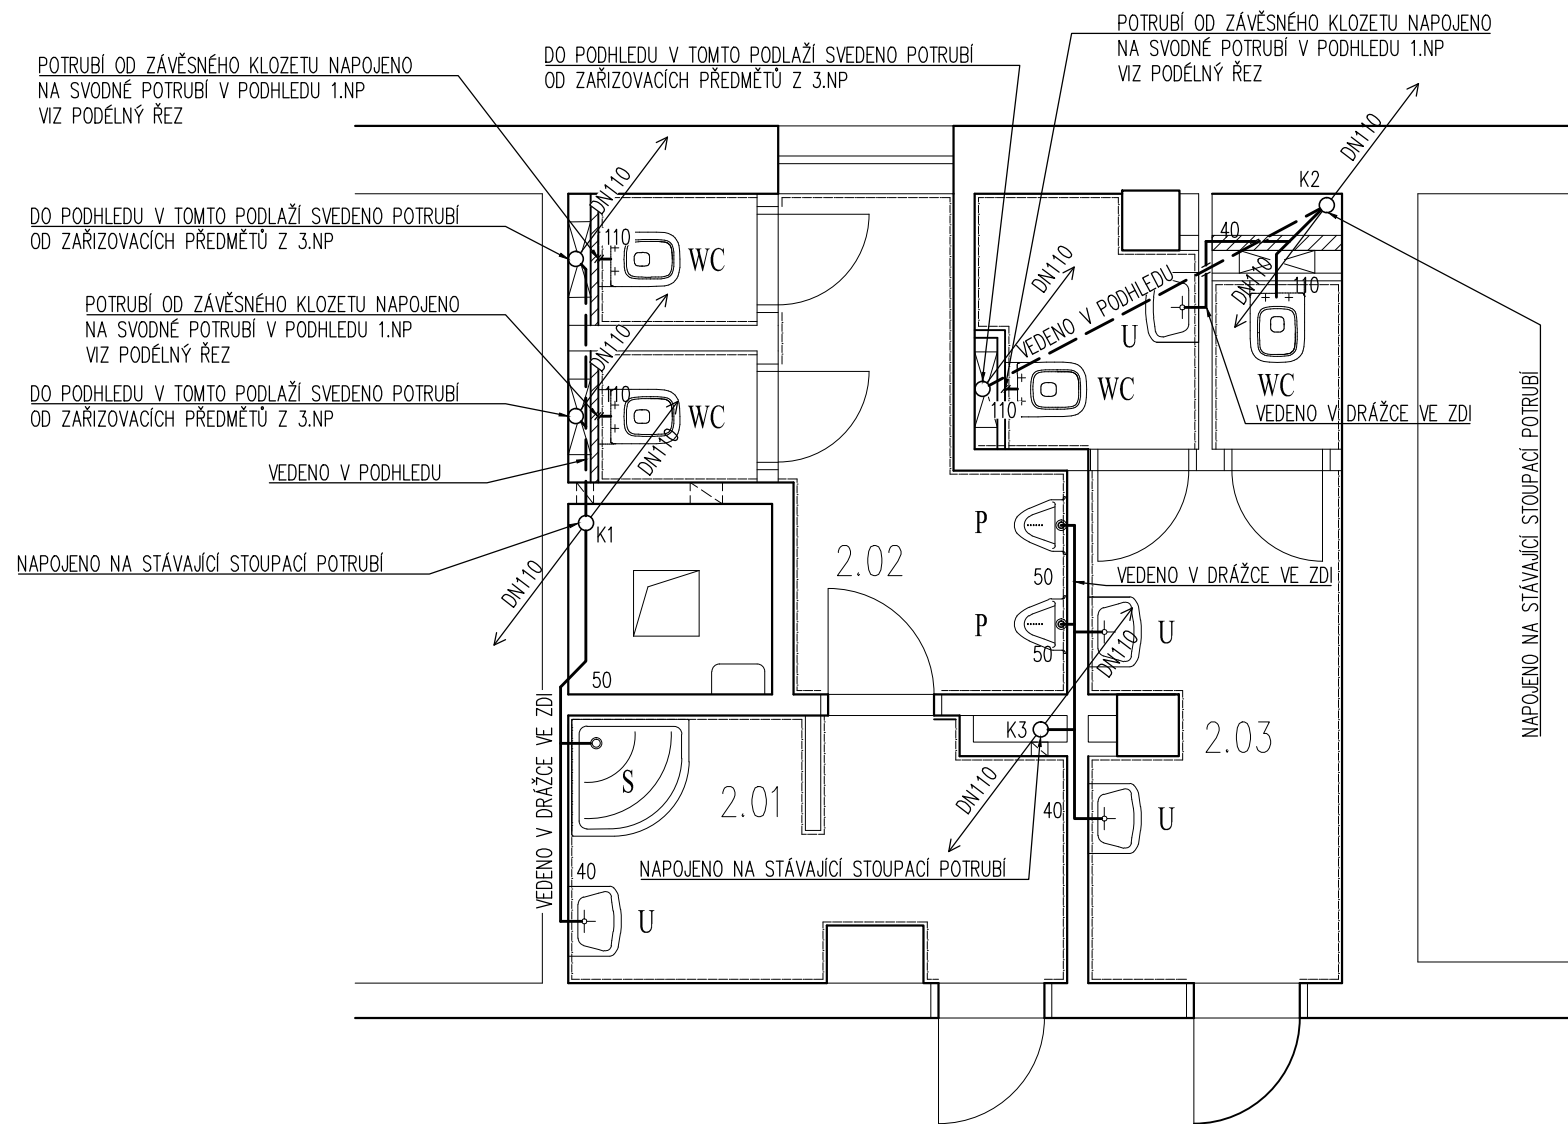 POTRUBÍ OD ZÁVĚSNÉHO KLOZETU NAPOJENO
NA SVODNÉ POTRUBÍ V PODHLEDU 1.NP
VIZ PODÉLNÝ ŘEZ
DO PODHLEDU V TOMTO PODLAŽÍ SVEDENO POTRUBÍ
OD ZAŘIZOVACÍCH PŘEDMĚTŮ Z 3.NP
POTRUBÍ OD ZÁVĚSNÉHO KLOZETU NAPOJENO
NA SVODNÉ POTRUBÍ V PODHLEDU 1.NP
VIZ PODÉLNÝ ŘEZ
DO PODHLEDU V TOMTO PODLAŽÍ SVEDENO POTRUBÍ
OD ZAŘIZOVACÍCH PŘEDMĚTŮ Z 3.NP
POTRUBÍ OD ZÁVĚSNÉHO KLOZETU NAPOJENO
NA SVODNÉ POTRUBÍ V PODHLEDU 1.NP
VIZ PODÉLNÝ ŘEZ
DO PODHLEDU V TOMTO PODLAŽÍ SVEDENO POTRUBÍ
OD ZAŘIZOVACÍCH PŘEDMĚTŮ Z 3.NP
VEDENO V PODHLEDU
NAPOJENO NA STÁVAJÍCÍ STOUPACÍ POTRUBÍ
DN110
110
WC
DN110
110
WC
DN110
K1
DN110
50
VEDENO V DRÁŽCE VE ZDI
S
2.01
40
U
NAPOJENO NA STÁVAJÍCÍ STOUPACÍ POTRUBÍ
2.02
P
50
P
50
VEDENO V DRÁŽCE VE ZDI
U
DN110
K3
DN110
40
U
2.03
DN110
VEDENO V PODHLEDU
110
WC
U
40
K2
DN110
DN110
110
WC
VEDENO V DRÁŽCE VE ZDI
NAPOJENO NA STÁVAJÍCÍ STOUPACÍ POTRUBÍ